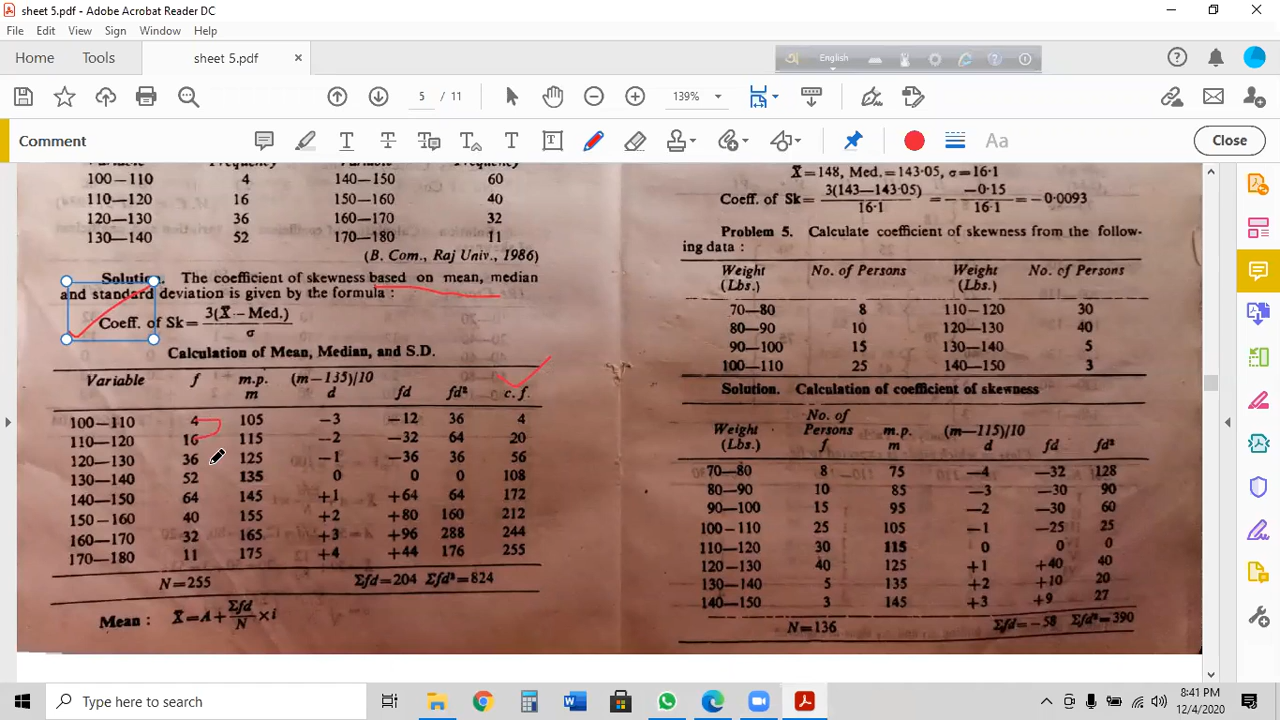 sheet 5.pdf - Adobe Acrobat Reader DC
File Edit View Sign Window Help
Home Tools sheet 5.pdf ×
English
5 / 11 139%
Comment Close
Variable Frequency Variable Frequency
100–110 4 140–150 60
110–120 16 150–160 40
120–130 36 160–170 32
130–140 52 170–180 11
(B. Com., Raj Univ., 1986)
Solution. The coefficient of skewness based on mean, median
and standard deviation is given by the formula :
Coeff. of Sk= 3(X̄ – Med.) / σ
Calculation of Mean, Median, and S.D.
Variable f m.p. (m–135)/10
m d fd fd² c. f.
100–110 4 105 –3 –12 36 4
110–120 16 115 –2 –32 64 20
120–130 36 125 –1 –36 36 56
130–140 52 135 0 0 0 108
140–150 64 145 +1 +64 64 172
150–160 40 155 +2 +80 160 212
160–170 32 165 +3 +96 288 244
170–180 11 175 +4 +44 176 255
N=255 Σfd=204 Σfd²=824
Mean : X̄=A+ Σfd/N ×i
X̄=148, Med.=143·05, σ=16·1
Coeff. of Sk= 3(143–143·05) / 16·1 = –0·15 / 16·1 = –0·0093
Problem 5. Calculate coefficient of skewness from the follow-
ing data :
Weight No. of Persons Weight No. of Persons
(Lbs.) (Lbs.)
70–80 8 110–120 30
80–90 10 120–130 40
90–100 15 130–140 5
100–110 25 140–150 3
Solution. Calculation of coefficient of skewness
No. of
Weight Persons m.p. (m–115)/10
(Lbs.) f m d fd fd²
70–80 8 75 –4 –32 128
80–90 10 85 –3 –30 90
90–100 15 95 –2 –30 60
100–110 25 105 –1 –25 25
110–120 30 115 0 0 0
120–130 40 125 +1 +40 40
130–140 5 135 +2 +10 20
140–150 3 145 +3 +9 27
N=136 Σfd=–58 Σfd²=390
Type here to search
8:41 PM
12/4/2020